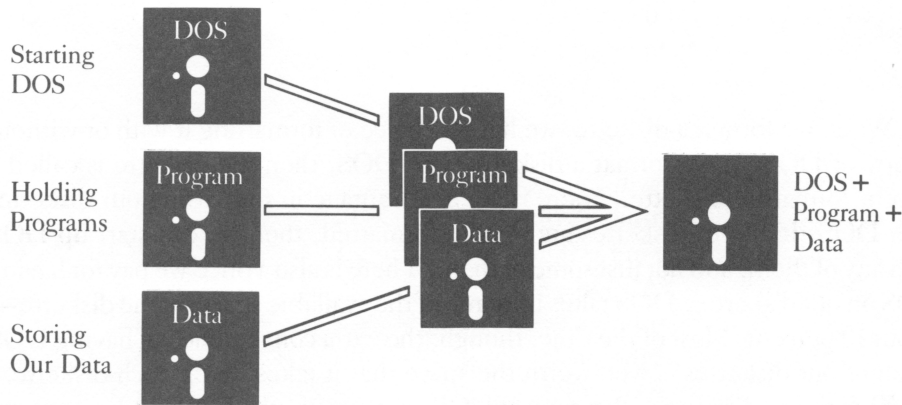 Starting
DOS
DOS
Holding
Programs
Program
Storing
Our Data
Data
DOS
Program
Data
DOS +
Program +
Data